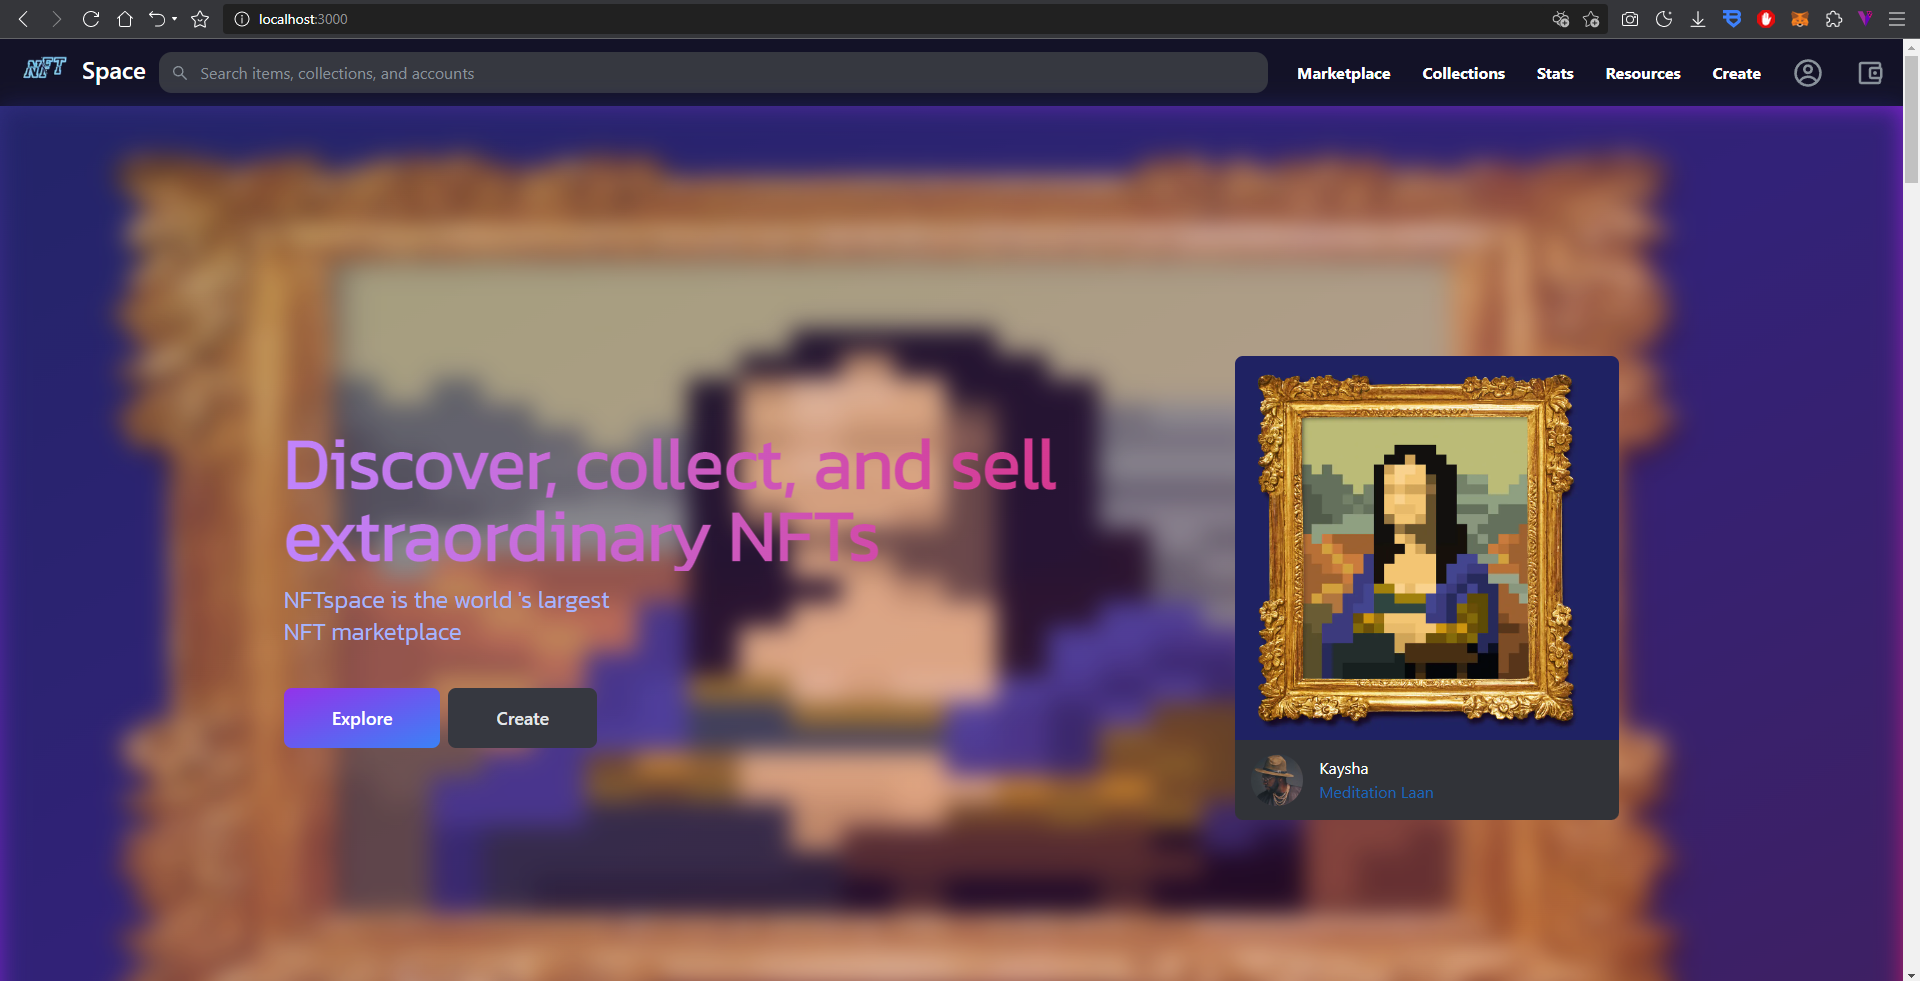 localhost:3000
NFT Space
Search items, collections, and accounts
Marketplace
Collections
Stats
Resources
Create
Discover, collect, and sell
extraordinary NFTs
NFTspace is the world 's largest
NFT marketplace
Explore
Create
Kaysha
Meditation Laan